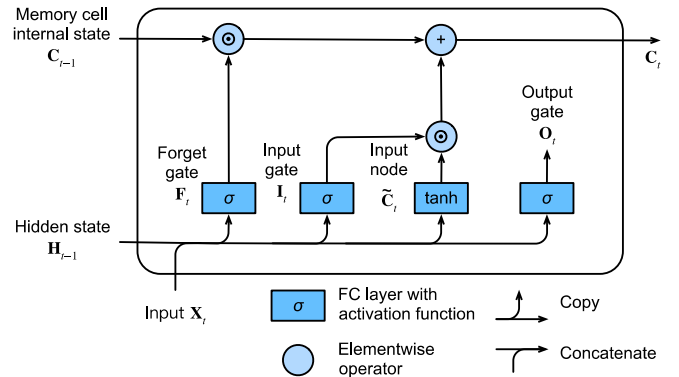 Memory cell
internal state
C_{t−1}
C_t
Output
gate
O_t
Forget
gate
F_t
Input
gate
I_t
Input
node
C̃_t
σ
σ
tanh
σ
Hidden state
H_{t−1}
Input X_t
σ
FC layer with
activation function
Copy
Elementwise
operator
Concatenate